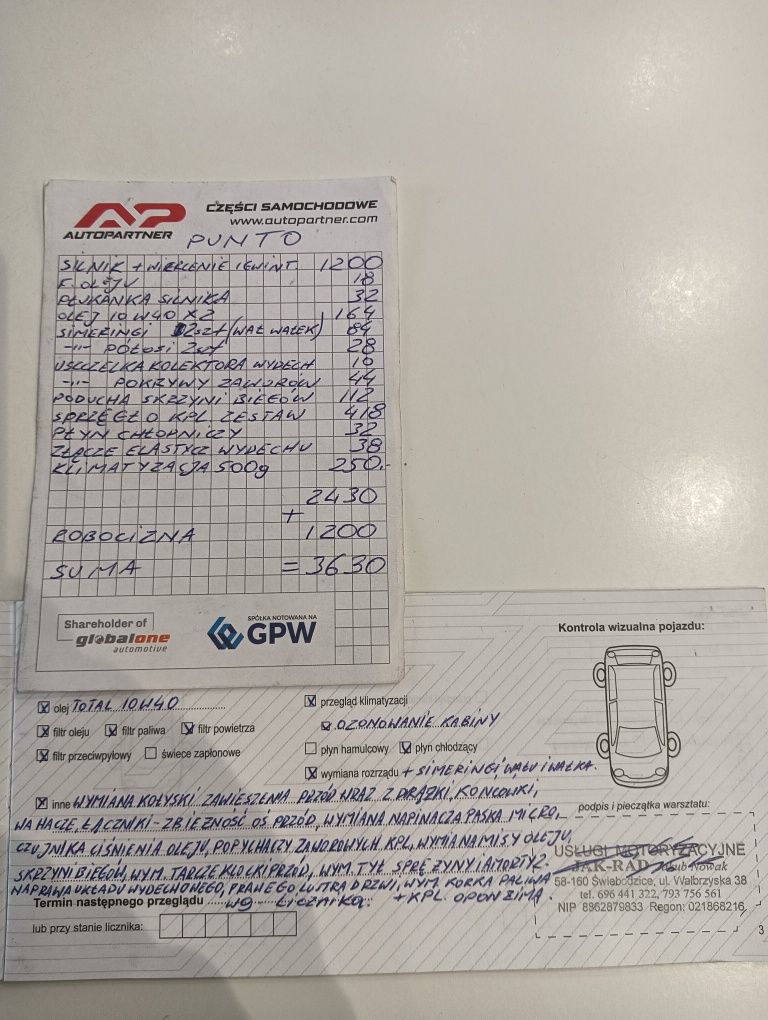 AP CZĘŚCI SAMOCHODOWE
AUTOPARTNER www.autopartner.com
PUNTO
SILNIK + WIERCENIE I GWINT. 1200
F. OLEJU 18
PŁUKANKA SILNIKA 32
OLEJ 10W40 X2 164
SIMERINGI 2szt (WAŁ WAŁEK) 84
-"- PÓŁOSI 2szt 28
USZCZELKA KOLEKTORA WYDECH 10
-"- POKRYWY ZAWORÓW 44
PODUCHA SKRZYNI BIEGÓW 112
SPRZĘGŁO KPL ZESTAW 418
PŁYN CHŁODNICZY 32
ZŁĄCZE ELASTYCZ WYDECHU 38
KLIMATYZACJA 500g 250.-
2430
+
ROBOCIZNA 1200
SUMA = 3630
Shareholder of
globalone
automotive
SPÓŁKA NOTOWANA NA
GPW
Kontrola wizualna pojazdu:
olej TOTAL 10W40 przegląd klimatyzacji
filtr oleju filtr paliwa filtr powietrza OZONOWANIE KABINY
filtr przeciwpyłowy świece zapłonowe płyn hamulcowy płyn chłodzący
wymiana rozrządu + SIMERINGI WAŁU I WAŁKA.
inne WYMIANA KOŁYSKI ZAWIESZENIA PRZÓD WRAZ Z DRĄŻKI, KOŃCÓWKI,
WAHACZE, ŁĄCZNIKI - ZBIEŻNOŚĆ OŚ PRZÓD, WYMIANA NAPINACZA PASKA MICRO,
podpis i pieczątka warsztatu:
CZUJNIKA CIŚNIENIA OLEJU, POPYCHACZY ZAWOROWYCH KPL, WYMIANA MISY OLEJU,
SKRZYNI BIEGÓW, WYM. TARCZE KLOCKI PRZÓD, WYM. TYŁ SPRĘŻYNY I AMORTYZ.
NAPRAWA UKŁADU WYDECHOWEGO, PRAWEGO LUSTRA DRZWI, WYM. KORKA PALIWA
+ KPL. OPON ZIMA.
USŁUGI MOTORYZACYJNE
JAK-RAD Jakub Nowak
58-160 Świebodzice, ul. Wałbrzyska 38
tel. 696 441 322, 793 756 561
NIP 8962879833 Regon: 021868216
Termin następnego przeglądu wg LICZNIKA.
lub przy stanie licznika:
3